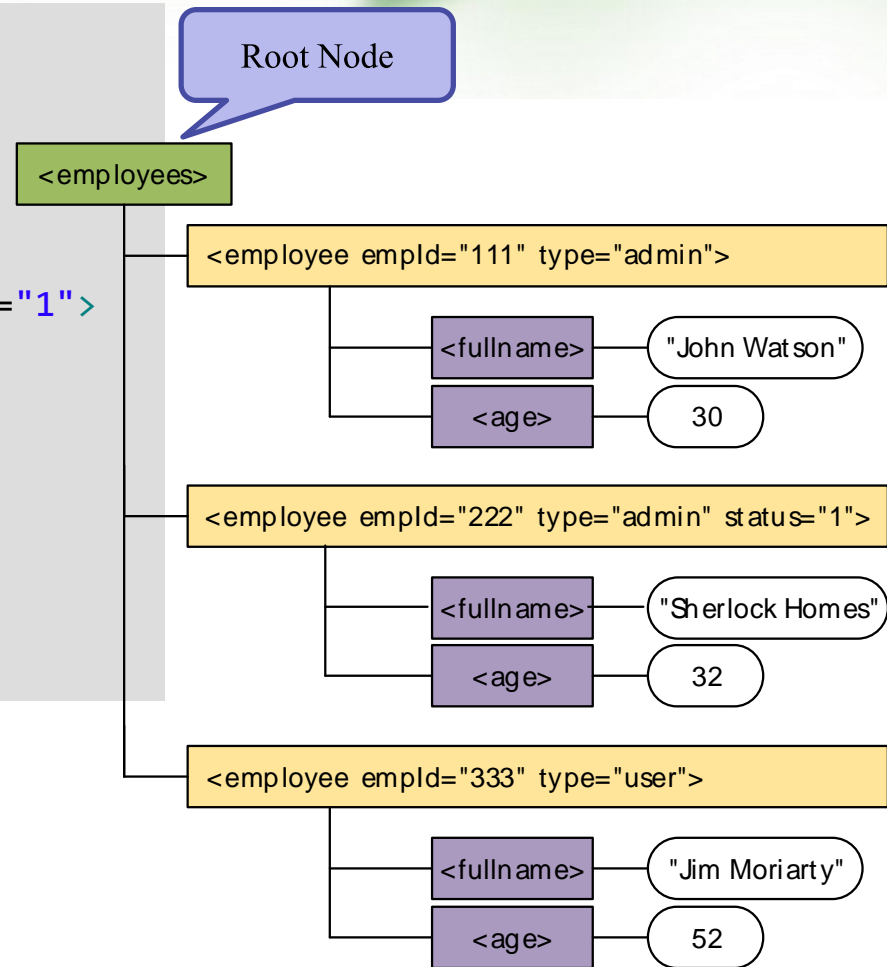 Root Node
<employees>
<employee empId="111" type="admin">
="1">
<fullname> "John Watson"
<age> 30
<employee empId="222" type="admin" status="1">
<fullname> "Sherlock Homes"
<age> 32
<employee empId="333" type="user">
<fullname> "Jim Moriarty"
<age> 52